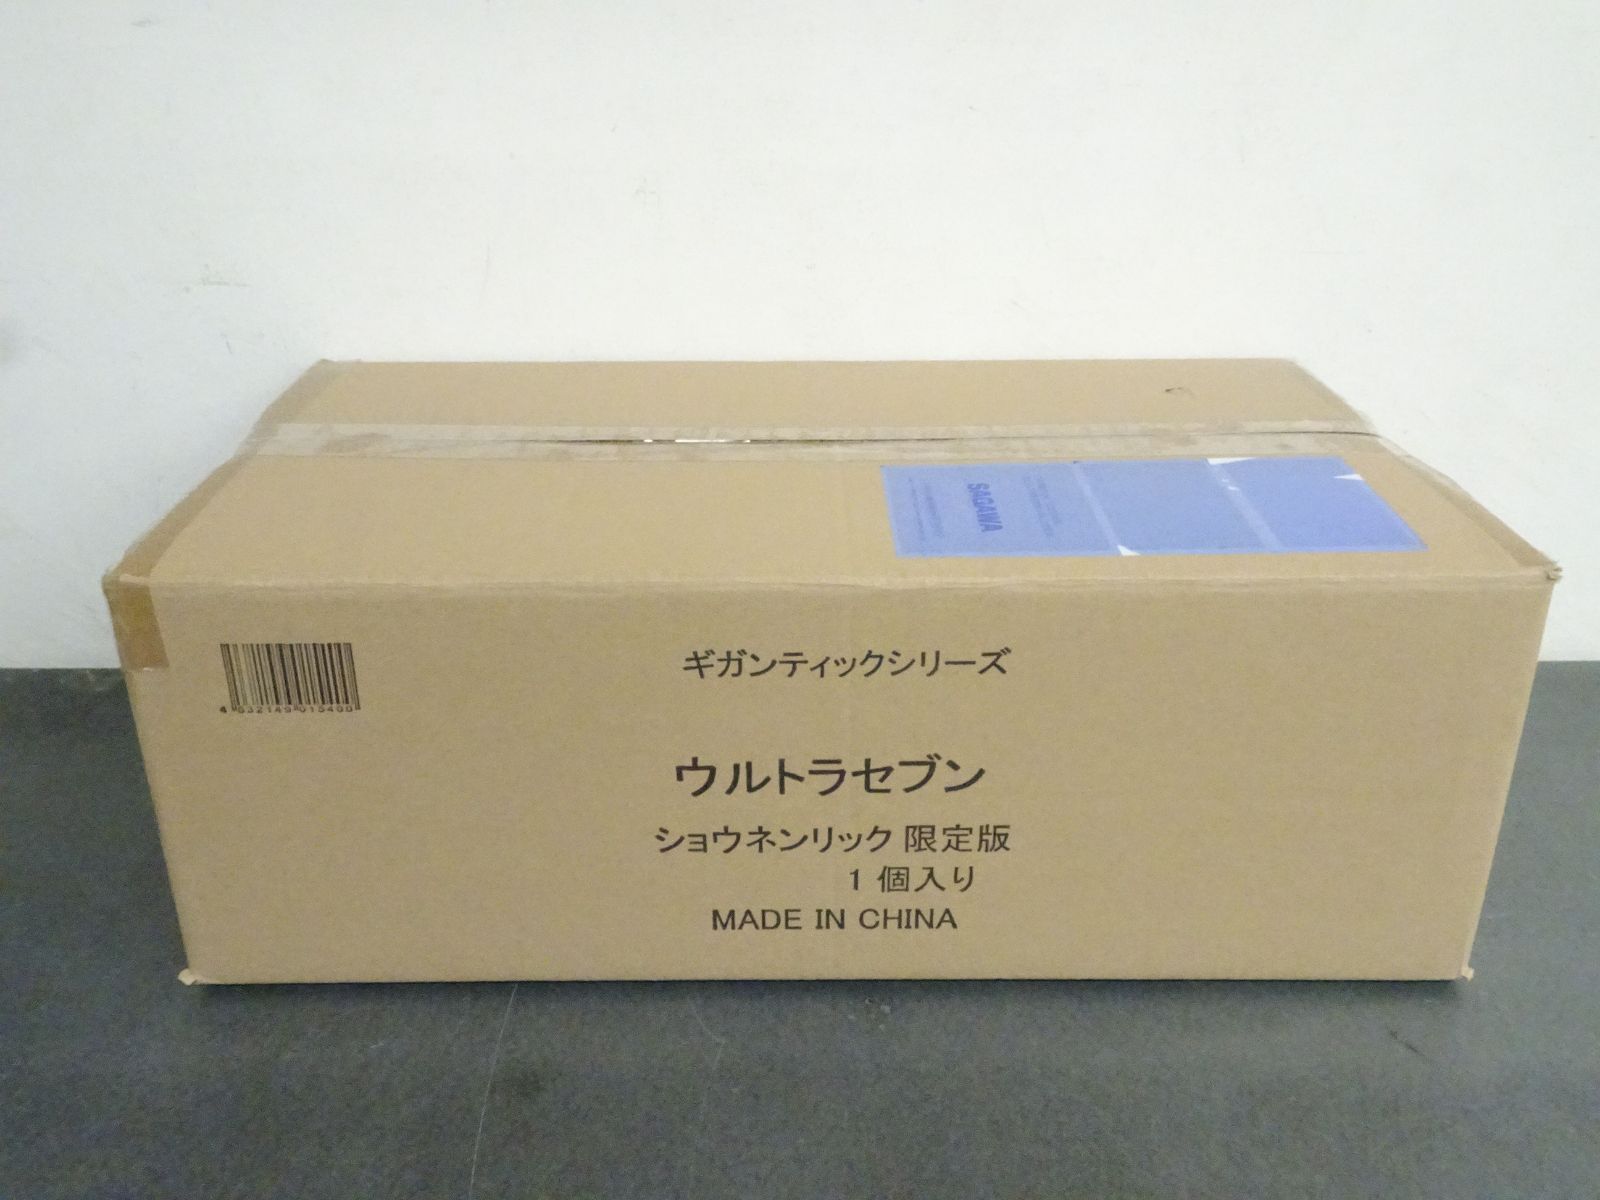 SAGAWA
ギガンティックシリーズ
ウルトラセブン
ショウネンリック 限定版
1 個入り
MADE IN CHINA